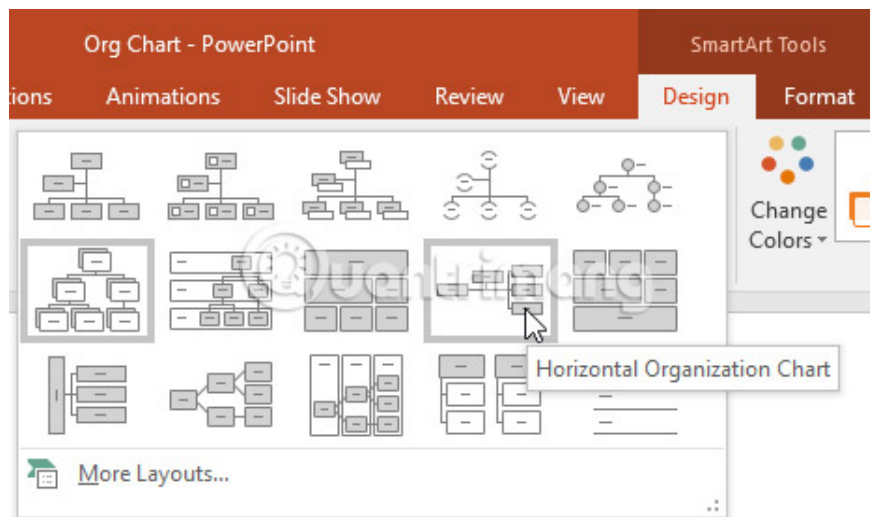 Org Chart - PowerPoint
SmartArt Tools
tions
Animations
Slide Show
Review
View
Design
Format
Change
Colors
Quantrimang
Horizontal Organization Chart
More Layouts...